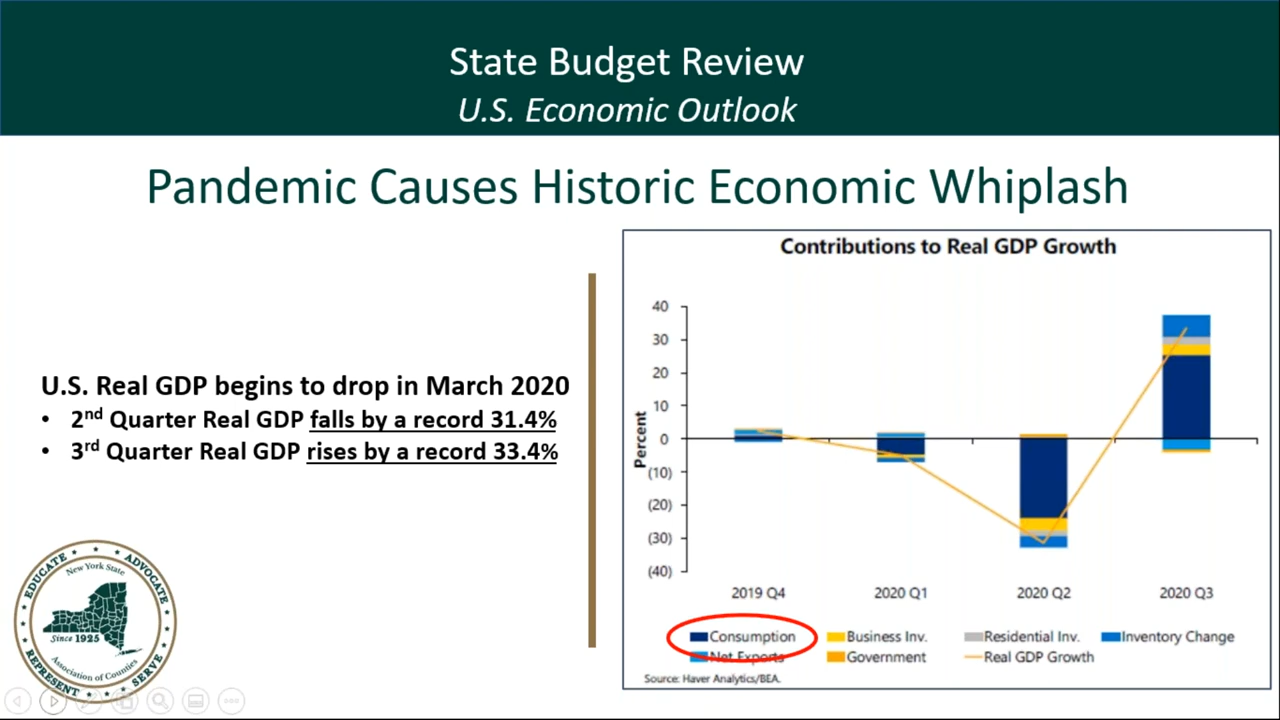 State Budget Review
U.S. Economic Outlook
Pandemic Causes Historic Economic Whiplash
U.S. Real GDP begins to drop in March 2020
• 2nd Quarter Real GDP falls by a record 31.4%
• 3rd Quarter Real GDP rises by a record 33.4%
EDUCATE ADVOCATE
New York State
Since 1925
Association of Counties
REPRESENT SERVE
Contributions to Real GDP Growth
Percent
40
30
20
10
0
(10)
(20)
(30)
(40)
2019 Q4 2020 Q1 2020 Q2 2020 Q3
Consumption Business Inv. Residential Inv. Inventory Change
Net Exports Government Real GDP Growth
Source: Haver Analytics/BEA.